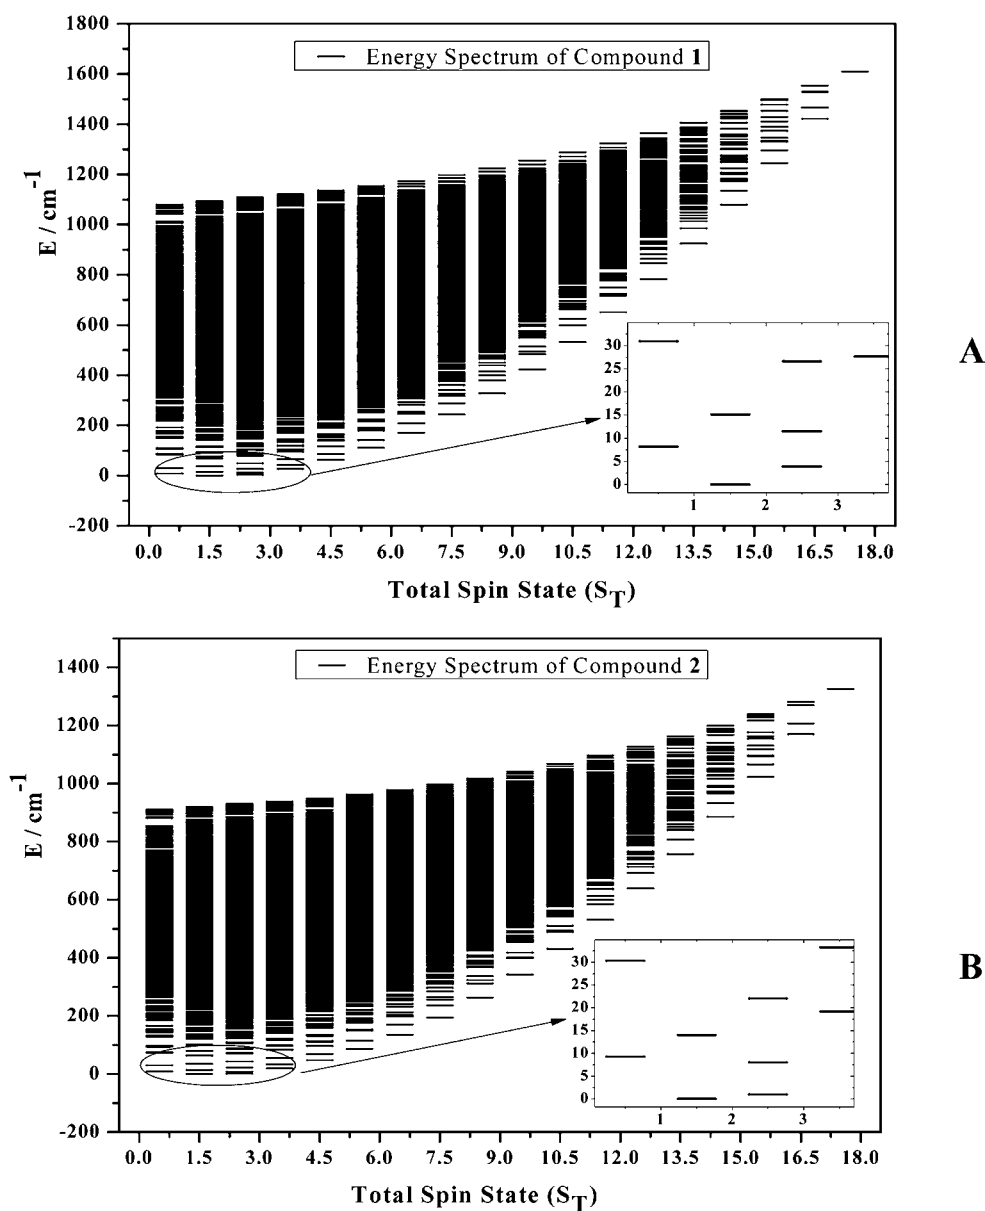 1800
1600
1400
1200
1000
800
600
400
200
0
-200
E / cm-1
Energy Spectrum of Compound 1
30
25
20
15
10
5
0
1 2 3
A
0.0 1.5 3.0 4.5 6.0 7.5 9.0 10.5 12.0 13.5 15.0 16.5 18.0
Total Spin State (ST)
1400
1200
1000
800
600
400
200
0
-200
E / cm-1
Energy Spectrum of Compound 2
30
25
20
15
10
5
0
1 2 3
B
0.0 1.5 3.0 4.5 6.0 7.5 9.0 10.5 12.0 13.5 15.0 16.5 18.0
Total Spin State (ST)